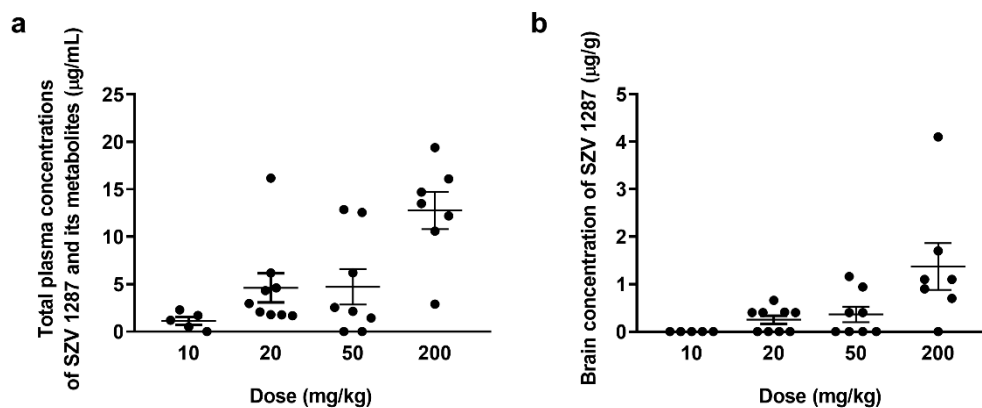 a
Total plasma concentrations
of SZV 1287 and its metabolites (μg/mL)
25
20
15
10
5
0
10 20 50 200
Dose (mg/kg)
b
Brain concentration of SZV 1287 (μg/g)
5
4
3
2
1
0
10 20 50 200
Dose (mg/kg)